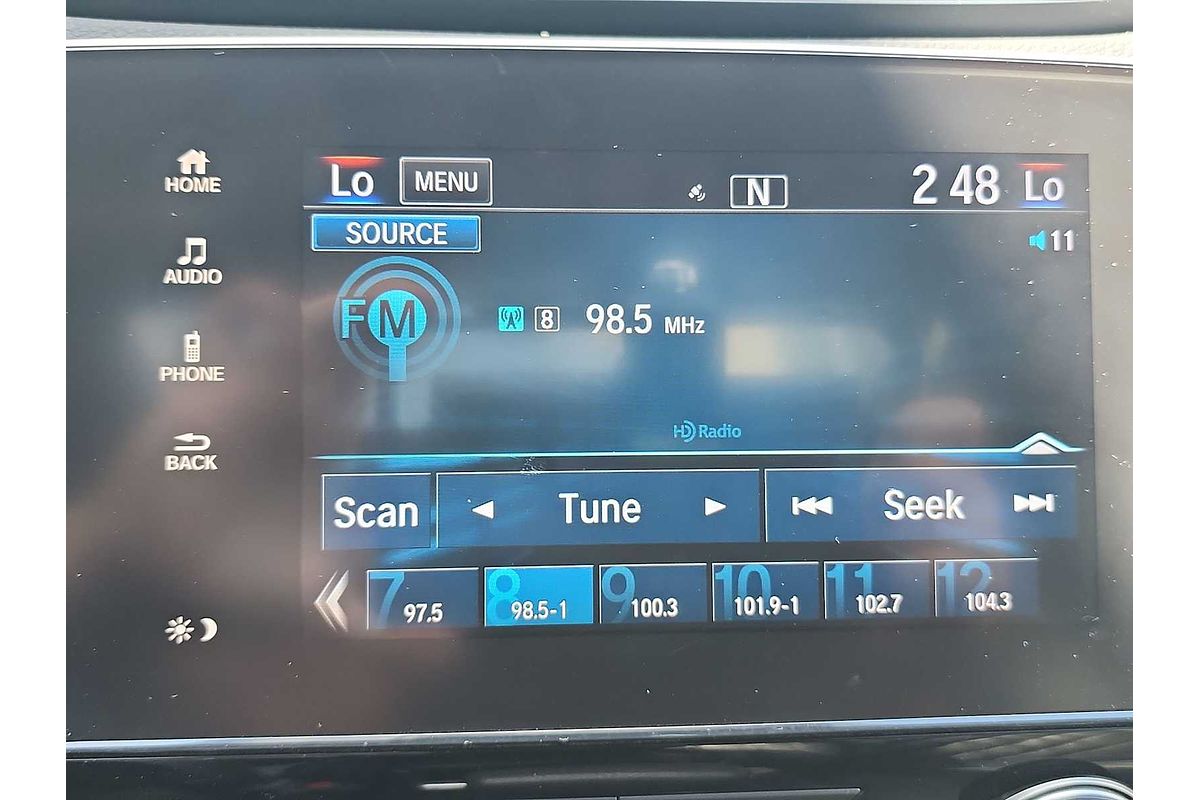 HOME
AUDIO
PHONE
BACK
Lo MENU N 2 48 Lo
SOURCE 11
FM 8 98.5 MHz
HD Radio
Scan Tune Seek
7 97.5 8 98.5-1 9 100.3 10 101.9-1 11 102.7 12 104.3